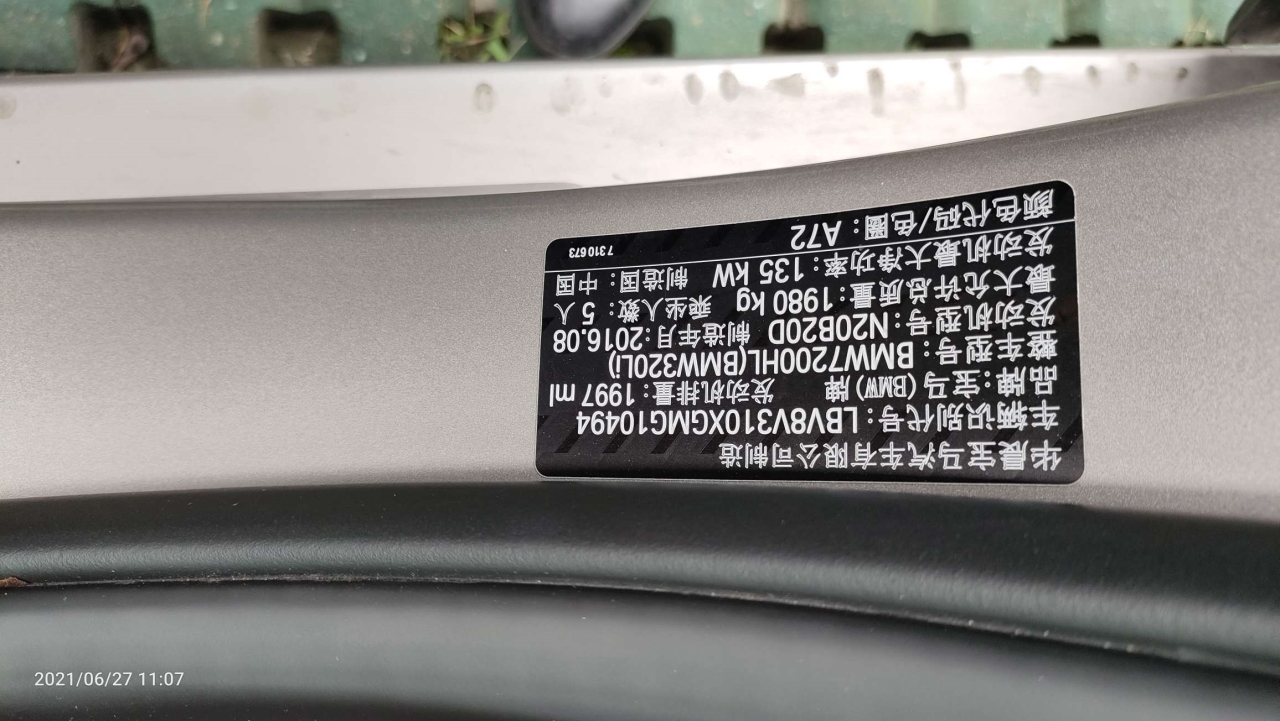 华晨宝马汽车有限公司制造
车辆识别代号：LBV8V310XGMG10494
品牌：宝马(BMW)牌 发动机排量：1997 ml
整车型号：BMW7200HL(BMW320Li)
发动机型号：N20B20D 制造年月：2016.08
最大允许总质量：1980 kg 乘坐人数：5 人
发动机最大净功率：135 kW 制造国：中国
颜色代码/色圈：A72 7310673
2021/06/27 11:07